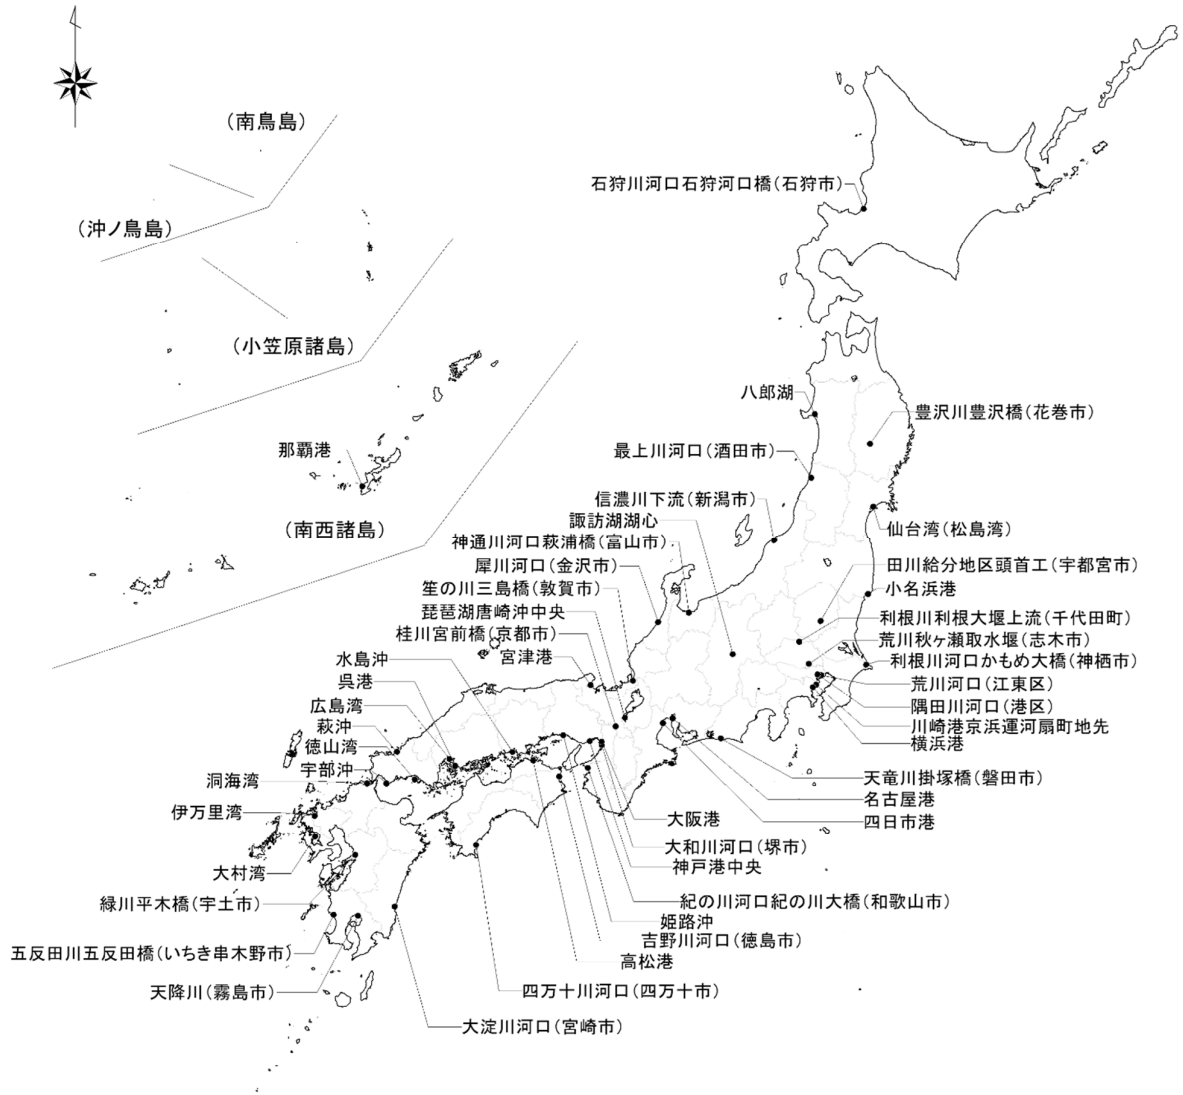 （南鳥島）
石狩川河口石狩河口橋（石狩市）
（沖ノ鳥島）
（小笠原諸島）
八郎湖
豊沢川豊沢橋（花巻市）
那覇港
最上川河口（酒田市）
信濃川下流（新潟市）
諏訪湖湖心
（南西諸島）
仙台湾（松島湾）
神通川河口萩浦橋（富山市）
犀川河口（金沢市）
田川給分地区頭首工（宇都宮市）
笙の川三島橋（敦賀市）
小名浜港
琵琶湖唐崎沖中央
利根川利根大堰上流（千代田町）
桂川宮前橋（京都市）
荒川秋ヶ瀬取水堰（志木市）
宮津港
水島沖
利根川河口かもめ大橋（神栖市）
呉港
荒川河口（江東区）
広島湾
隅田川河口（港区）
萩沖
川崎港京浜運河扇町地先
徳山湾
横浜港
宇部沖
洞海湾
天竜川掛塚橋（磐田市）
名古屋港
伊万里湾
大阪港
四日市港
大和川河口（堺市）
大村湾
神戸港中央
緑川平木橋（宇土市）
紀の川河口紀の川大橋（和歌山市）
姫路沖
吉野川河口（徳島市）
五反田川五反田橋（いちき串木野市）
高松港
天降川（霧島市）
四万十川河口（四万十市）
大淀川河口（宮崎市）